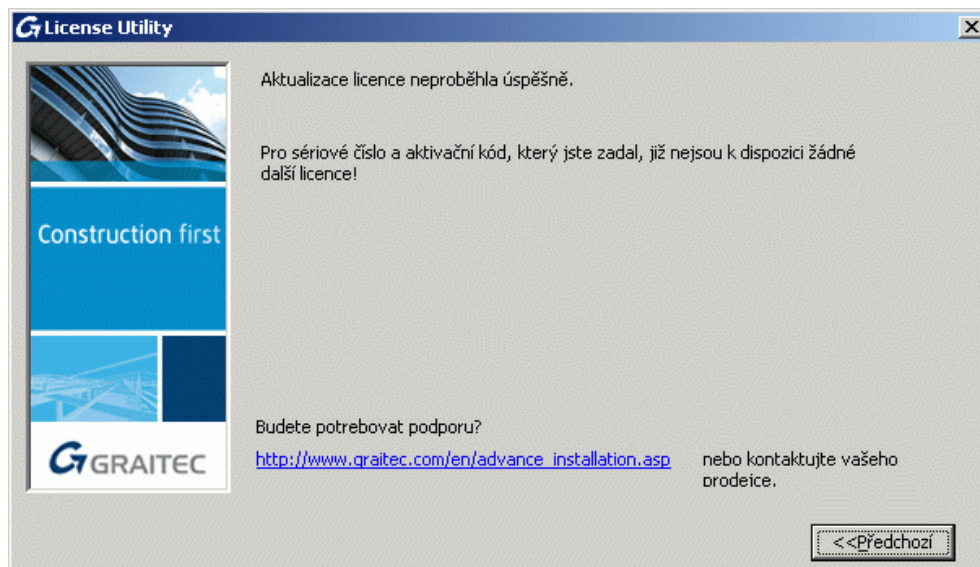 License Utility
Aktualizace licence neproběhla úspěšně.
Pro sériové číslo a aktivační kód, který jste zadal, již nejsou k dispozici žádné
další licence!
Construction first
GRAITEC
Budete potrebovat podporu?
http://www.graitec.com/en/advance_installation.asp
nebo kontaktujte vašeho
prodejce.
<<Předchozí